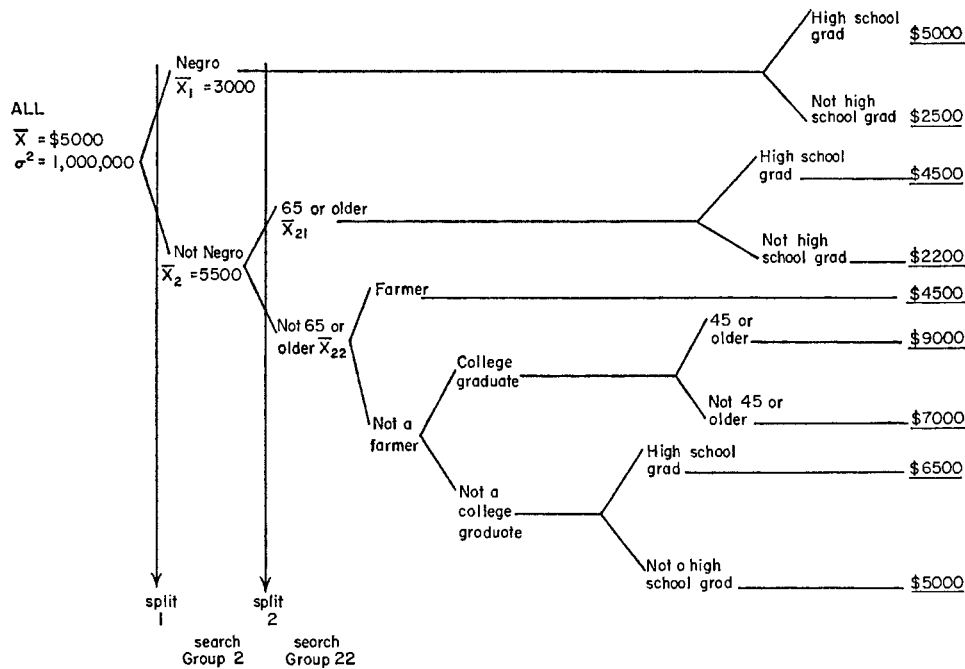 High school
grad $5000
Negro
X̄₁ = 3000
Not high
school grad $2500
ALL
X̄ = $5000
σ² = 1,000,000
High school
grad $4500
65 or older
X̄₂₁
Not high
school grad $2200
Not Negro
X̄₂ = 5500
Farmer $4500
Not 65 or
older X̄₂₂
45 or
older $9000
College
graduate
Not 45 or
older $7000
Not a
farmer
High school
grad $6500
Not a
college
graduate
Not a high
school grad $5000
split
1
split
2
search
Group 2
search
Group 22